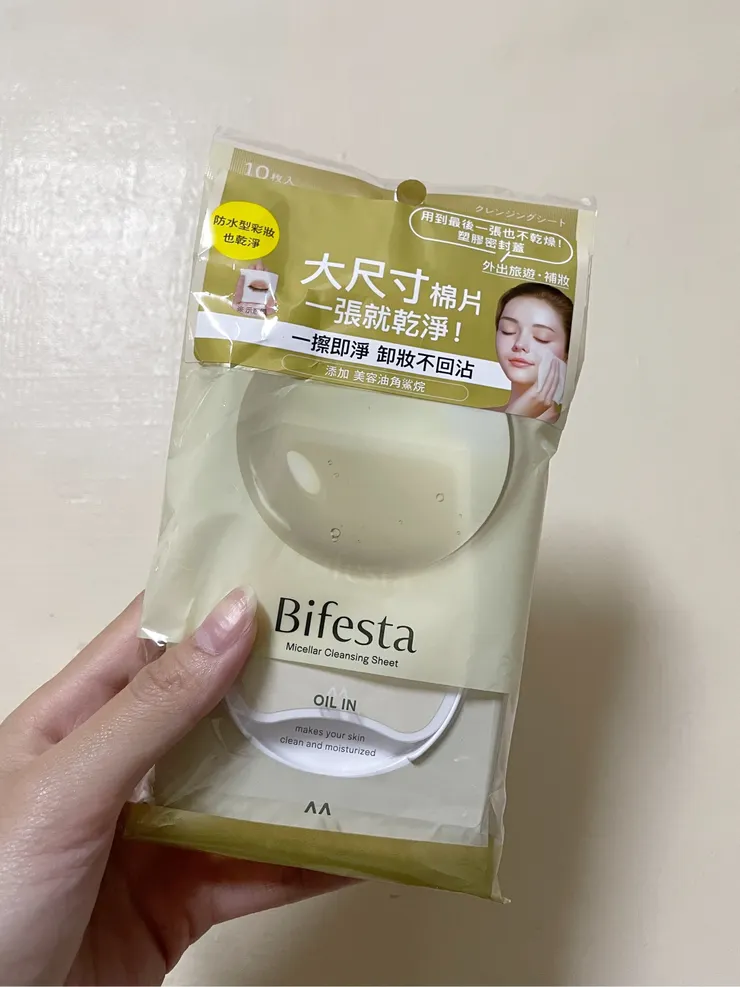 10枚入
クレンジングシート
防水型彩妝
也乾淨
用到最後一張也不乾燥!
塑膠密封蓋
外出旅遊・補妝
大尺寸棉片
一張就乾淨!
一擦即淨 卸妝不回沾
添加 美容油角鯊烷
Bifesta
Micellar Cleansing Sheet
OIL IN
makes your skin
clean and moisturized